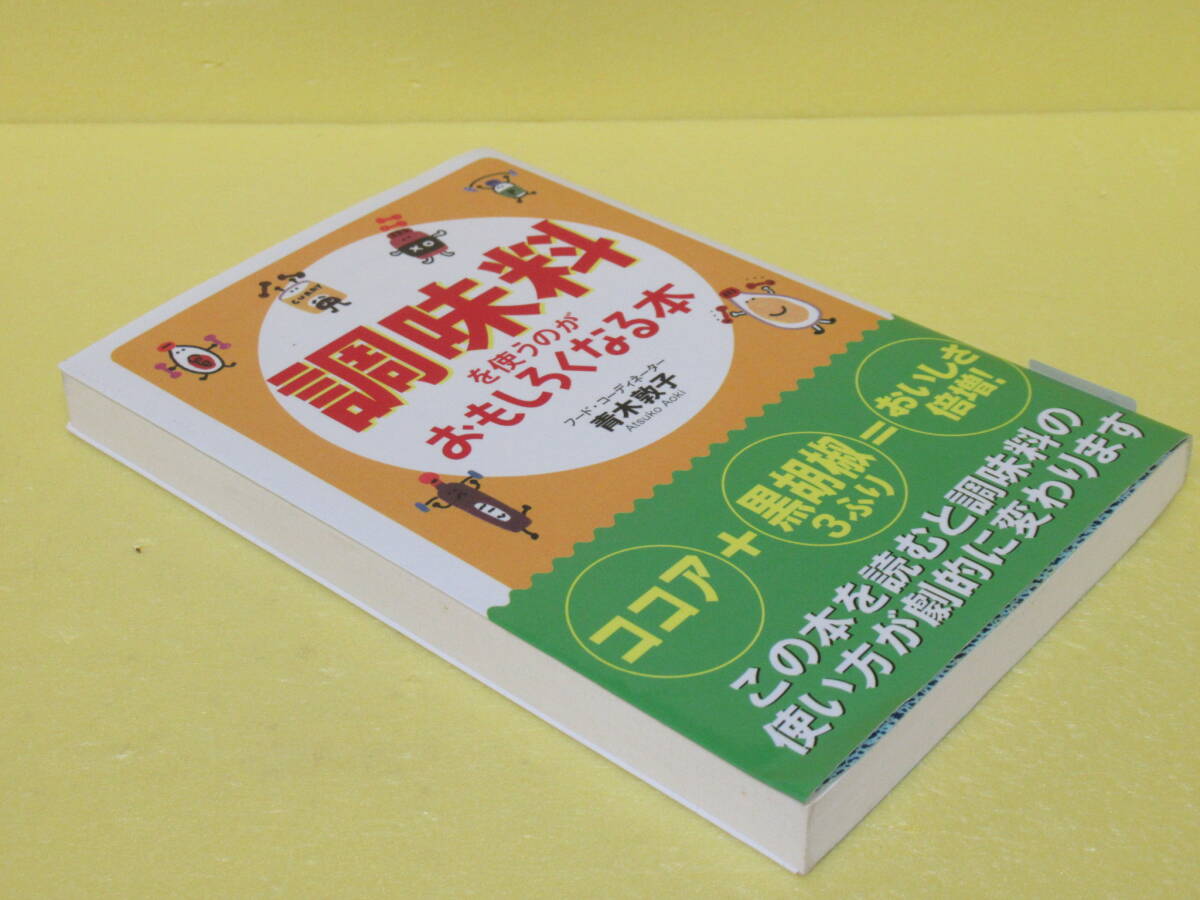 調味料
を使うのが
おもしろくなる本
フード・コーディネーター
青木敦子
Atsuko Aoki
CURRY
ココア+黒胡椒3ふり=おいしさ倍増!
この本を読むと調味料の
使い方が劇的に変わります